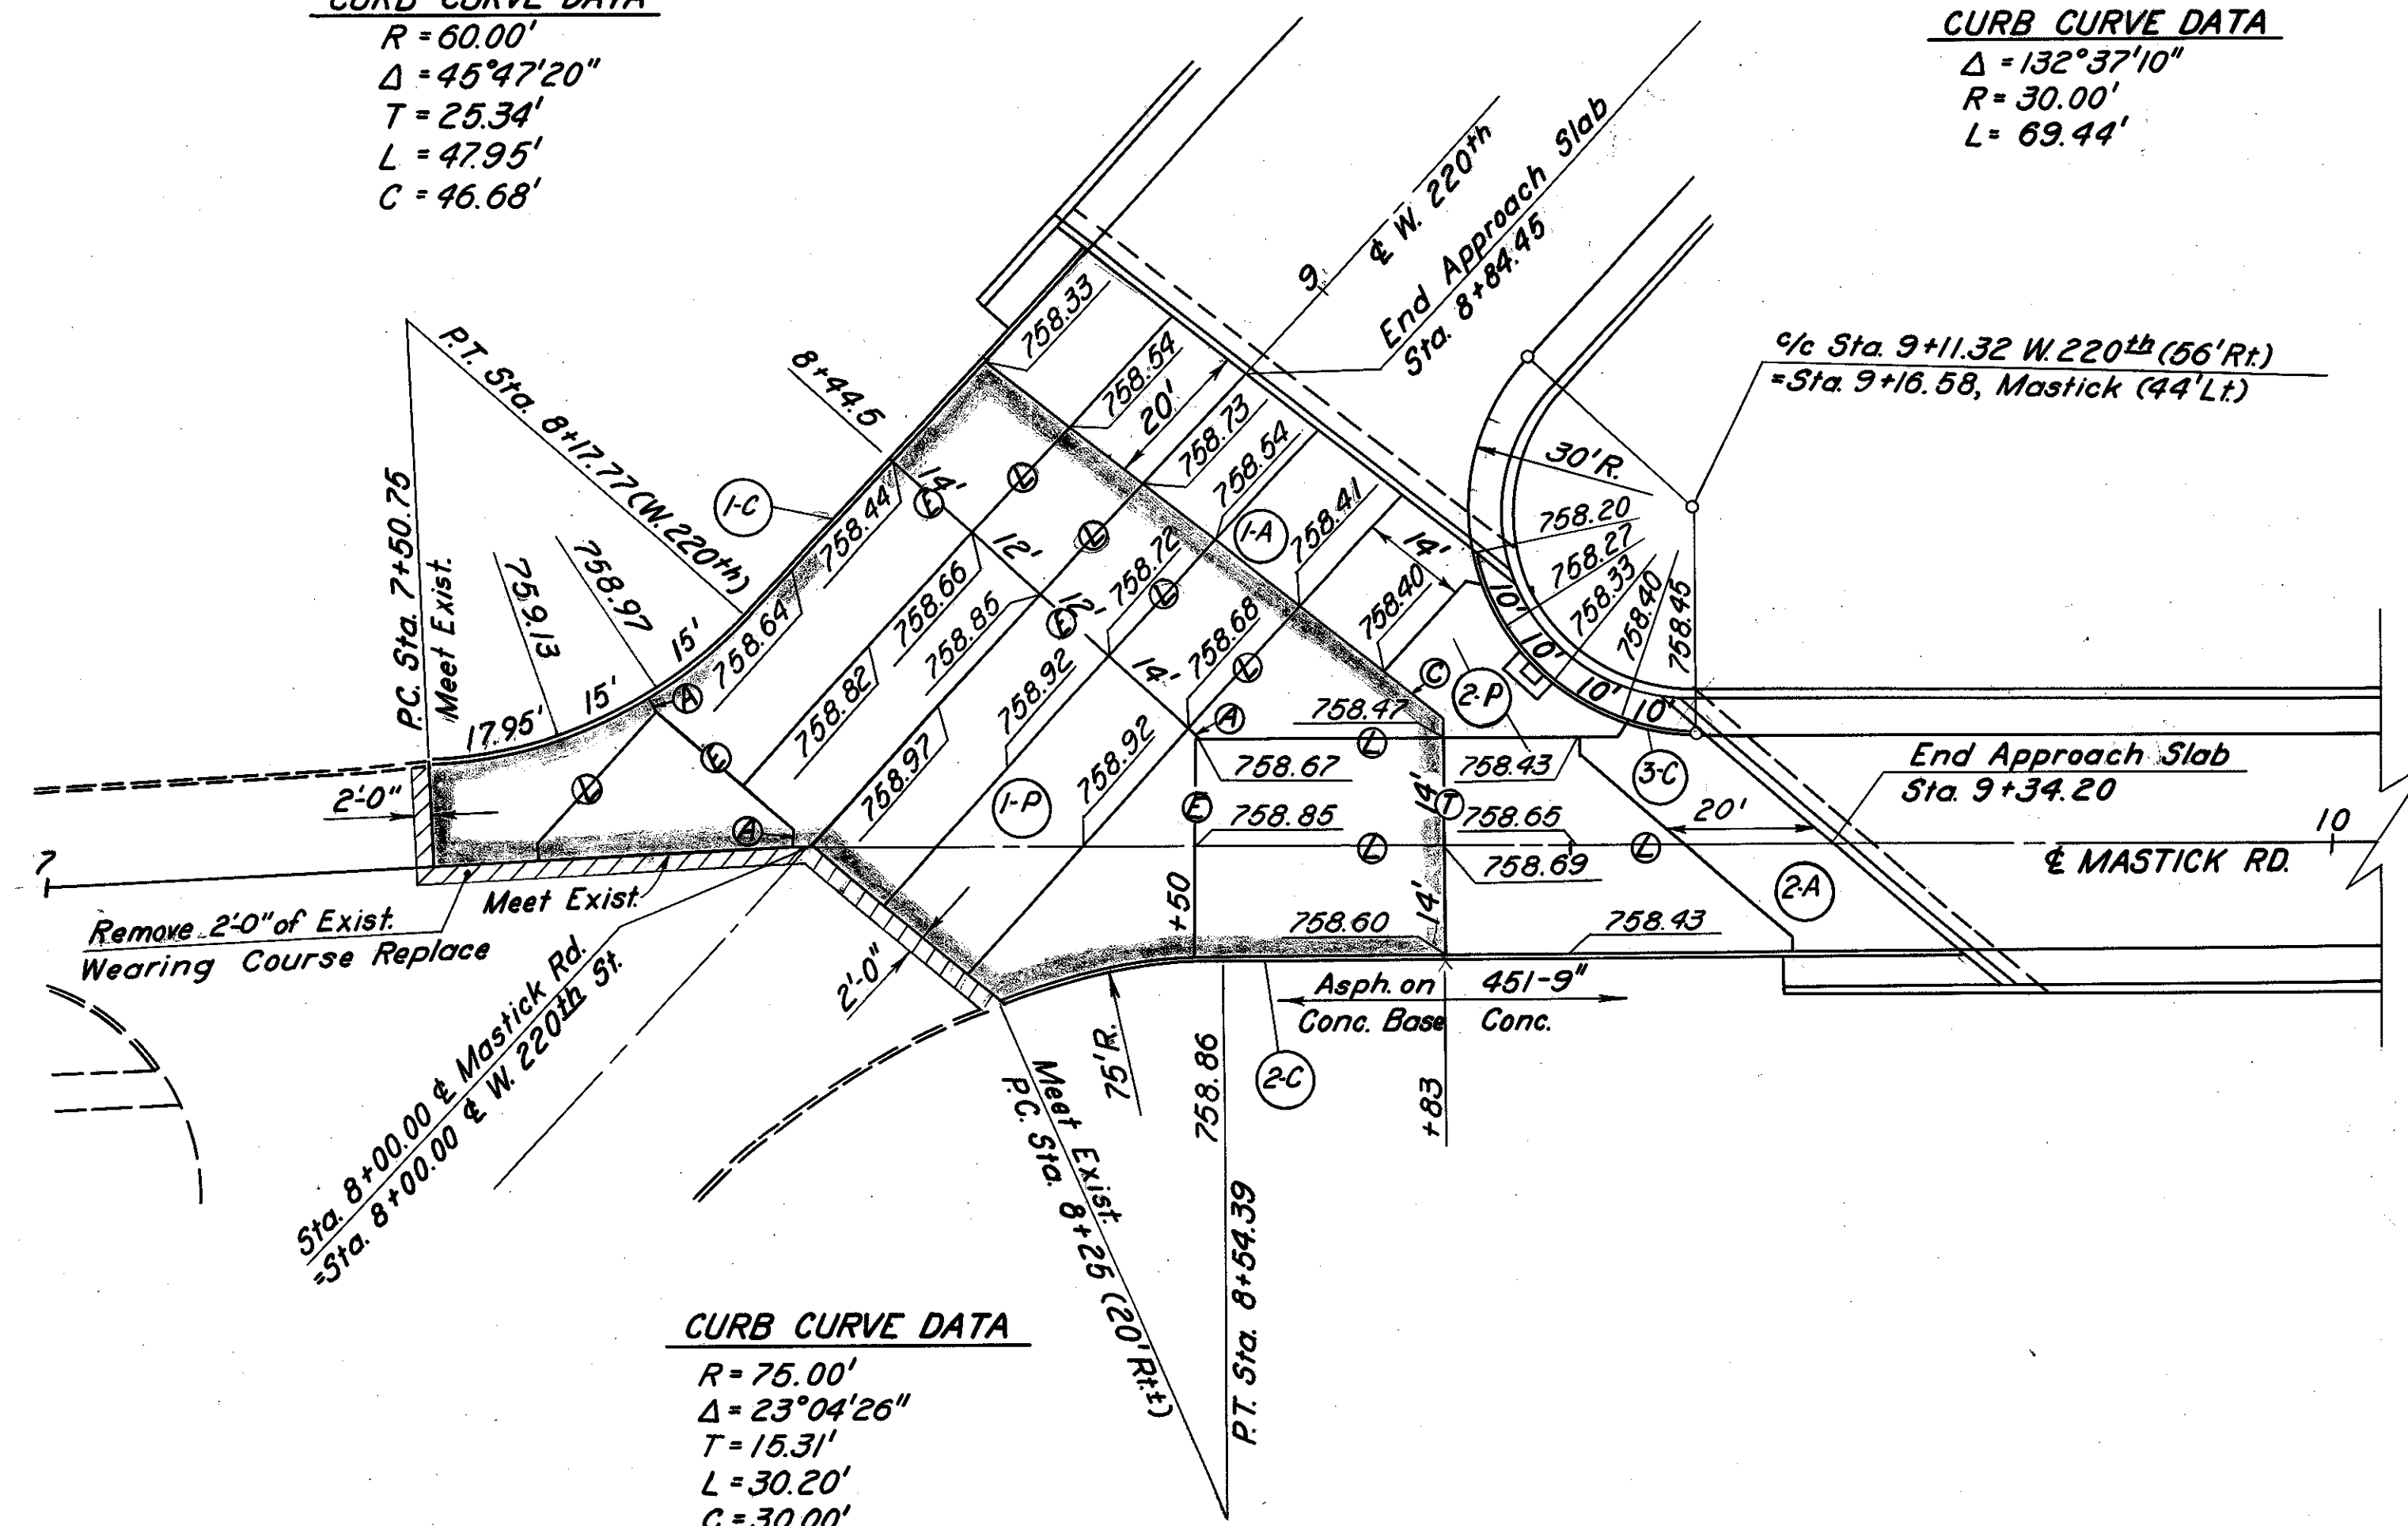 CURB CURVE DATA
R = 60.00'
Δ = 45°47'20"
T = 25.34'
L = 47.95'
C = 46.68'
CURB CURVE DATA
Δ = 132°37'10"
R = 30.00'
L = 69.44'
9
℄ W. 220th
End Approach Slab
Sta. 8+84.45
c/c Sta. 9+11.32 W. 220th (56'Rt.)
=Sta. 9+16.58, Mastick (44'Lt.)
P.T. Sta. 8+17.77 (W.220th)
P.C. Sta. 7+50.75
Meet Exist.
759.13
758.97
17.95'
15'
15'
8+44.5
1-C
758.33
758.54
20'
758.73
758.54
758.41
1-A
14'
758.40
14'
E
12'
12'
E
14'
L
L
L
L
758.44
758.64
758.66
758.82
758.85
758.72
758.92
758.68
758.97
758.92
30'R.
758.20
758.27
758.33
758.40
758.45
10'
10'
10'
10'
C
2-P
A
758.47
L
758.67
758.43
3-C
End Approach Slab
Sta. 9+34.20
A
E
L
A
2'-0"
1-P
E
758.85
L
14'
T
758.65
758.69
L
20'
10
℄ MASTICK RD.
2-A
7
Remove 2'-0" of Exist.
Wearing Course Replace
Meet Exist.
2'-0"
+50
758.60
14'
758.43
Sta. 8+00.00 ℄ Mastick Rd.
=Sta. 8+00.00 ℄ W. 220th St.
Asph. on
Conc. Base
451-9"
Conc.
75'R.
Meet Exist.
P.C. Sta. 8+25 (20'Rt.±)
758.86
P.T. Sta. 8+54.39
2-C
+83
CURB CURVE DATA
R = 75.00'
Δ = 23°04'26"
T = 15.31'
L = 30.20'
C = 30.00'